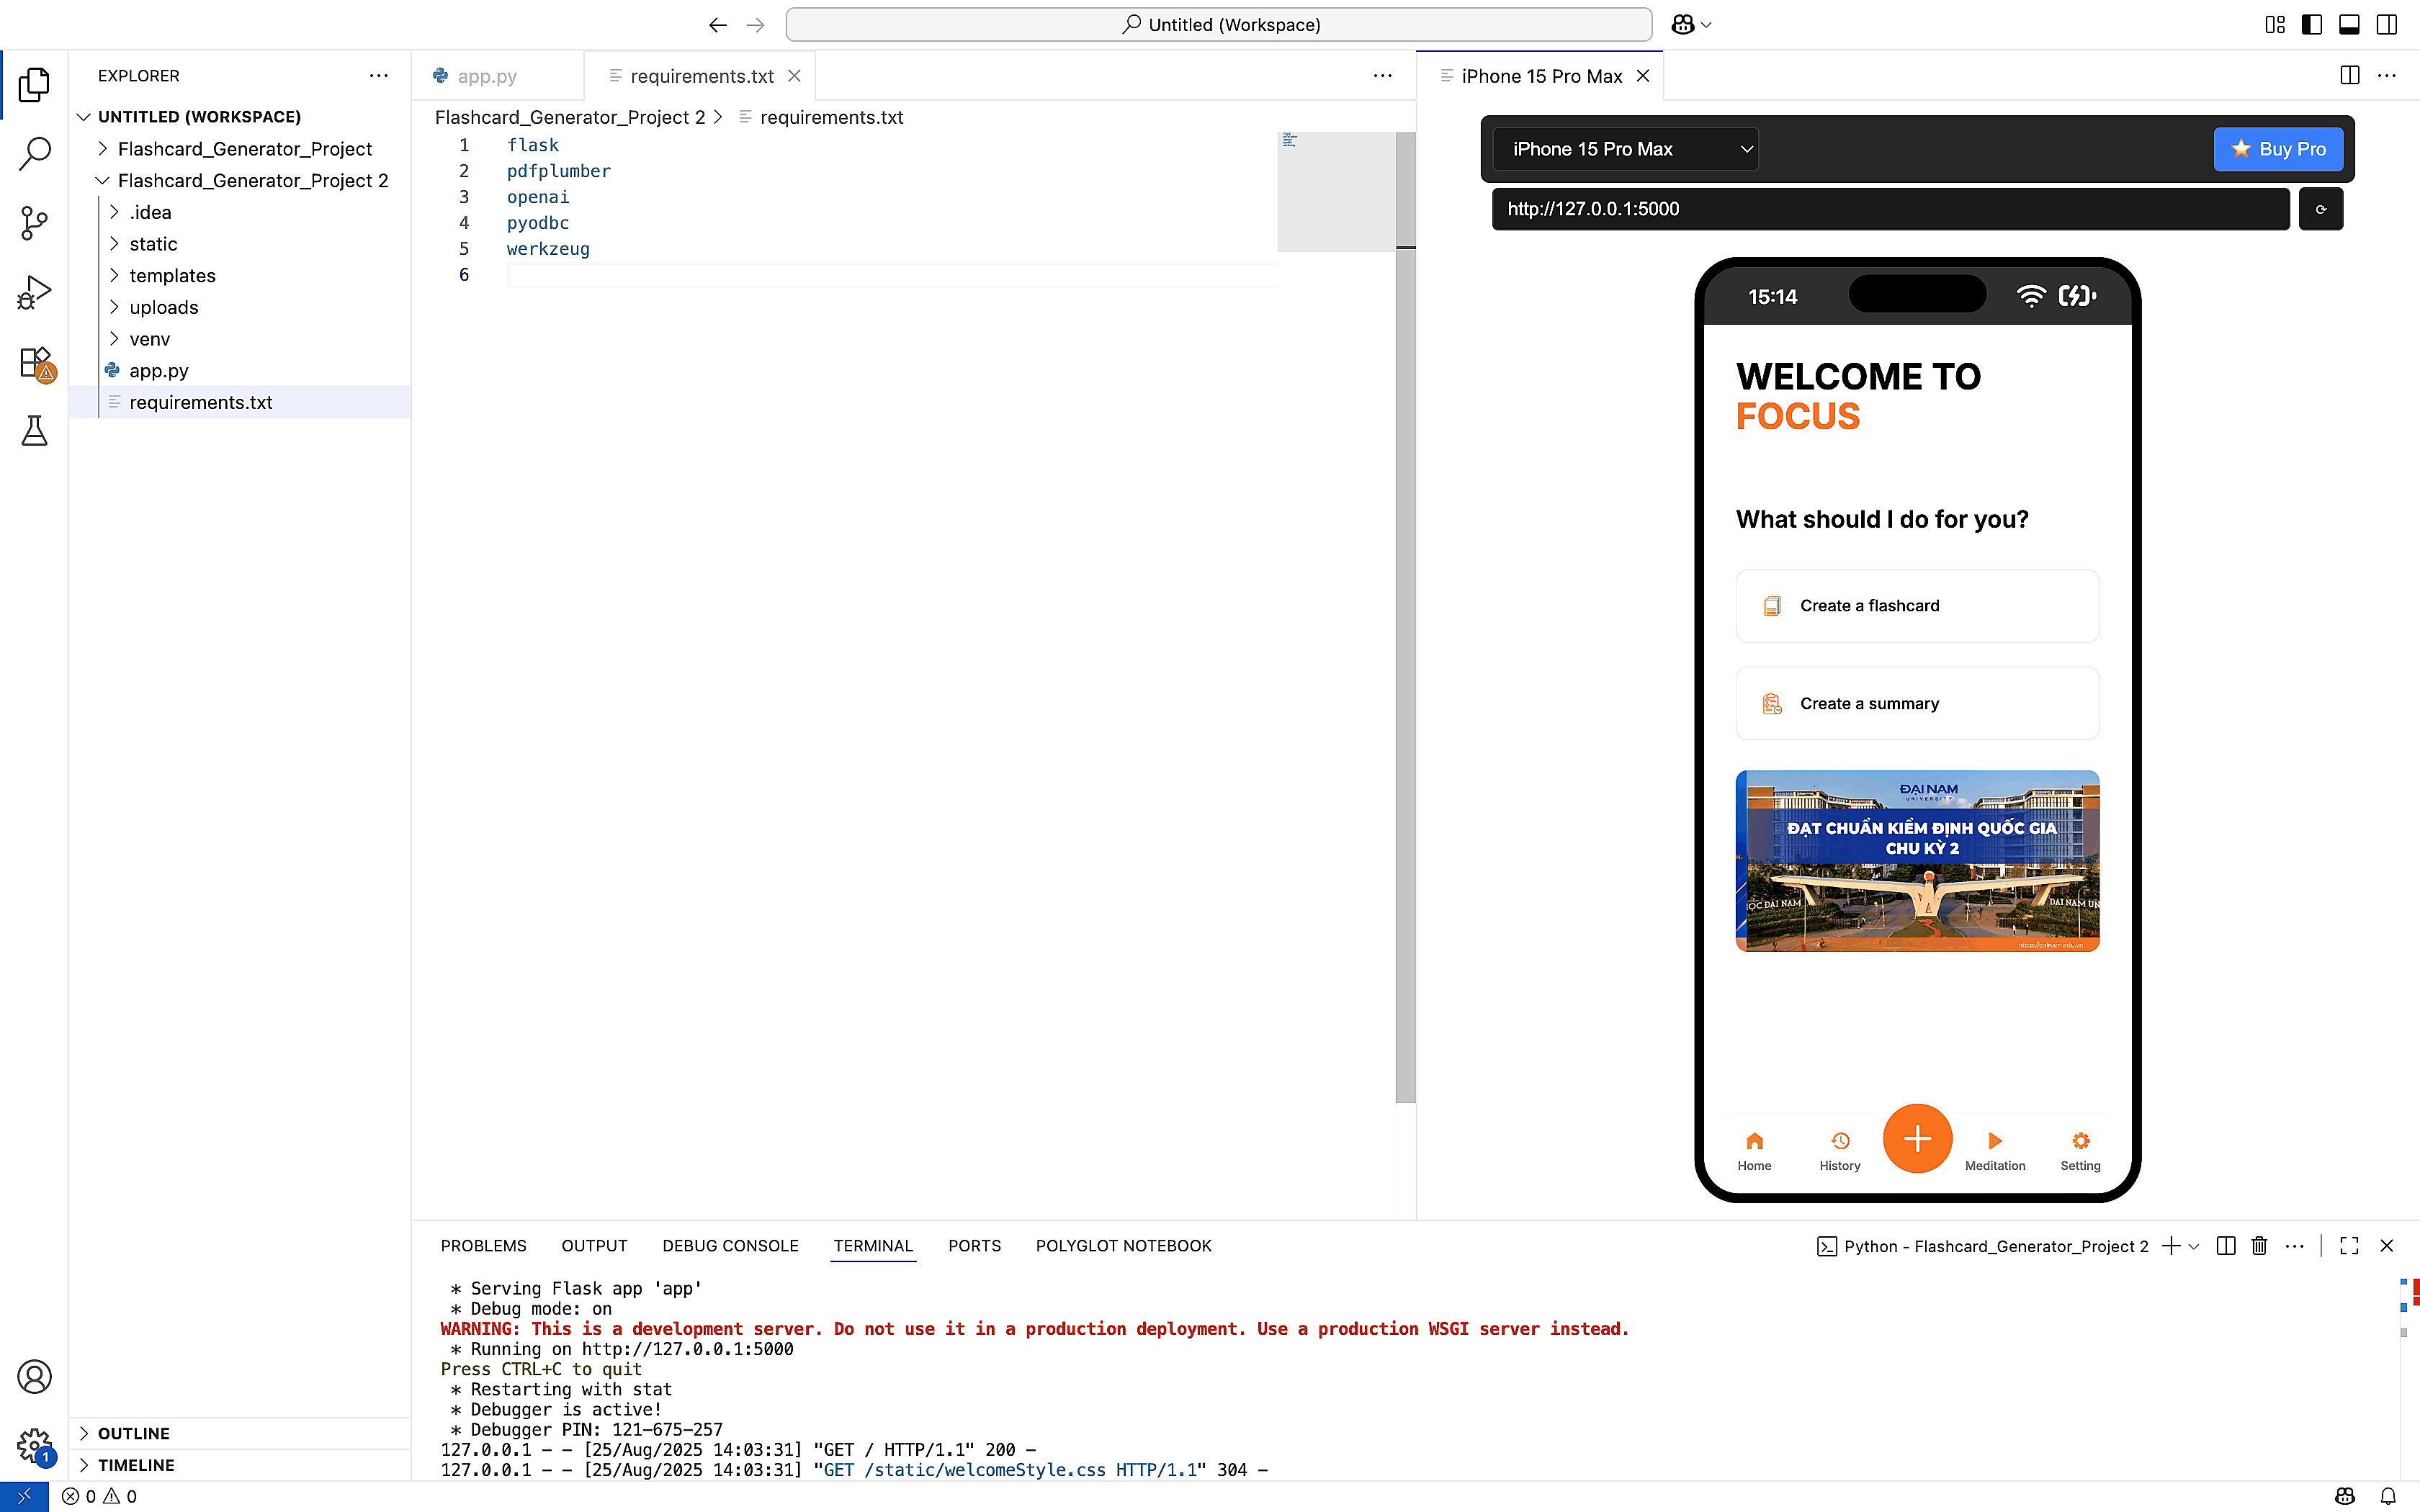 Untitled (Workspace)
EXPLORER
UNTITLED (WORKSPACE)
Flashcard_Generator_Project
Flashcard_Generator_Project 2
.idea
static
templates
uploads
venv
app.py
requirements.txt
OUTLINE
TIMELINE
app.py
requirements.txt
Flashcard_Generator_Project 2 > requirements.txt
1 flask
2 pdfplumber
3 openai
4 pyodbc
5 werkzeug
6
iPhone 15 Pro Max
iPhone 15 Pro Max
⭐ Buy Pro
http://127.0.0.1:5000
15:14
WELCOME TO
FOCUS
What should I do for you?
Create a flashcard
Create a summary
ĐẠI NAM
UNIVERSITY
ĐẠT CHUẨN KIỂM ĐỊNH QUỐC GIA
CHU KỲ 2
ỌC ĐẠI NAM
DAI NAM UN
https://dainam.edu.vn
Home
History
Meditation
Setting
PROBLEMS
OUTPUT
DEBUG CONSOLE
TERMINAL
PORTS
POLYGLOT NOTEBOOK
Python - Flashcard_Generator_Project 2
* Serving Flask app 'app'
* Debug mode: on
WARNING: This is a development server. Do not use it in a production deployment. Use a production WSGI server instead.
* Running on http://127.0.0.1:5000
Press CTRL+C to quit
* Restarting with stat
* Debugger is active!
* Debugger PIN: 121-675-257
127.0.0.1 - - [25/Aug/2025 14:03:31] "GET / HTTP/1.1" 200 -
127.0.0.1 - - [25/Aug/2025 14:03:31] "GET /static/welcomeStyle.css HTTP/1.1" 304 -
1
0 0